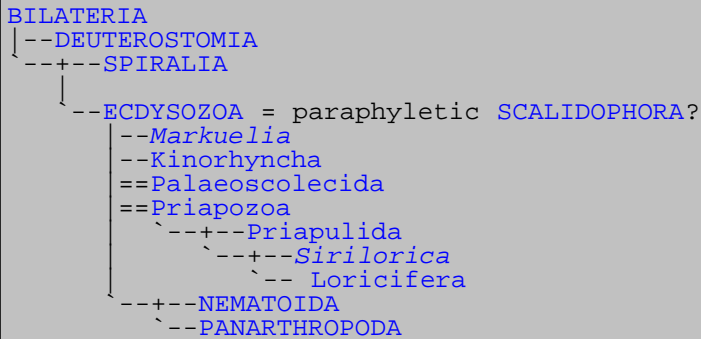 BILATERIA
|--DEUTEROSTOMIA
`--+--SPIRALIA
   |
   `--ECDYSOZOA = paraphyletic SCALIDOPHORA?
      |--Markuelia
      |--Kinorhyncha
      |==Palaeoscolecida
      |==Priapozoa
      |  `--+--Priapulida
      |     `--+--Sirilorica
      |        `-- Loricifera
      `--+--NEMATOIDA
         `--PANARTHROPODA